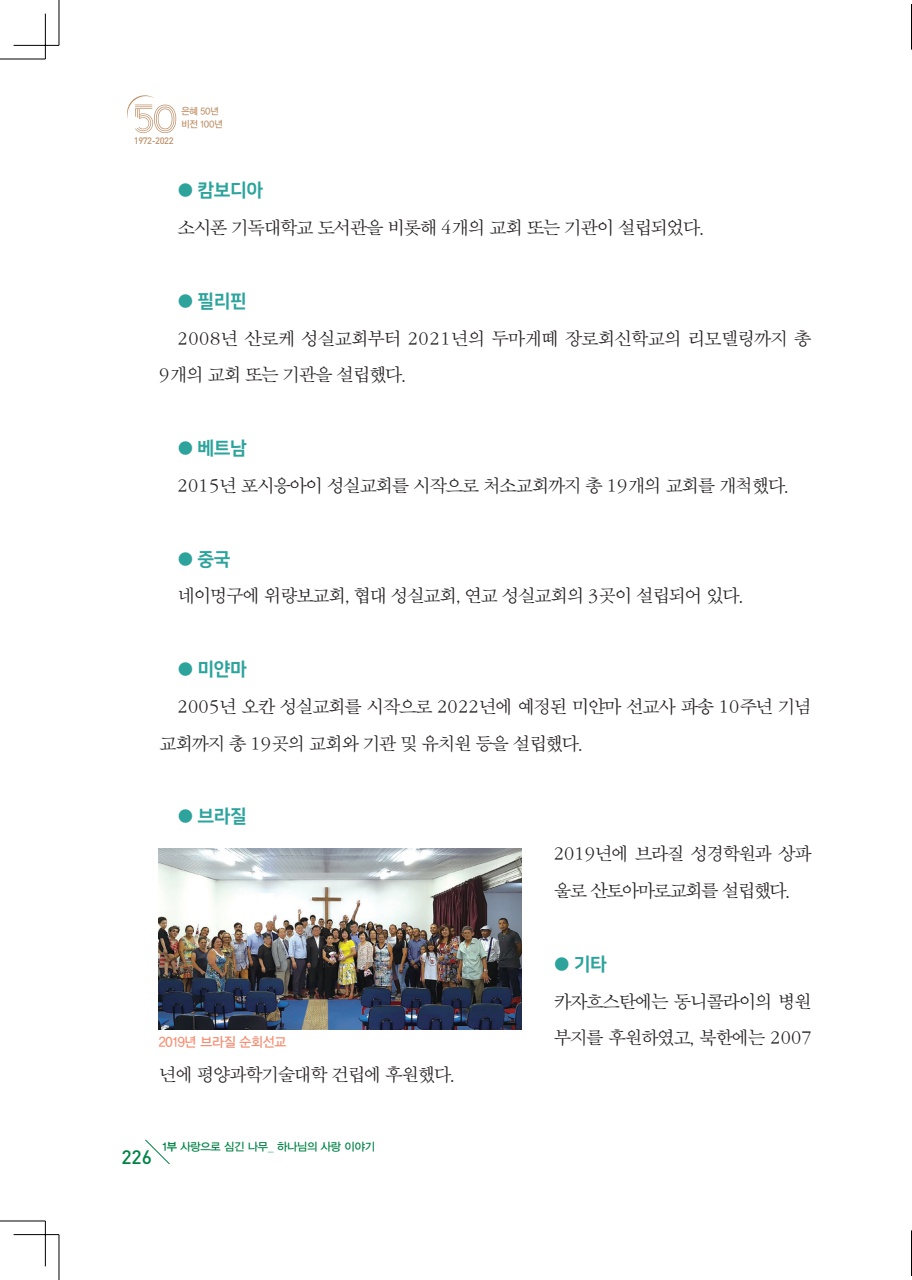 50
은혜 50년
비전 100년
1972-2022
● 캄보디아
소시폰 기독대학교 도서관을 비롯해 4개의 교회 또는 기관이 설립되었다.
● 필리핀
2008년 산로케 성실교회부터 2021년의 두마게떼 장로회신학교의 리모델링까지 총
9개의 교회 또는 기관을 설립했다.
● 베트남
2015년 포시응아이 성실교회를 시작으로 처소교회까지 총 19개의 교회를 개척했다.
● 중국
네이멍구에 위량보교회, 협대 성실교회, 연교 성실교회의 3곳이 설립되어 있다.
● 미얀마
2005년 오칸 성실교회를 시작으로 2022년에 예정된 미얀마 선교사 파송 10주년 기념
교회까지 총 19곳의 교회와 기관 및 유치원 등을 설립했다.
● 브라질
2019년에 브라질 성경학원과 상파
울로 산토아마로교회를 설립했다.
● 기타
카자흐스탄에는 동니콜라이의 병원
부지를 후원하였고, 북한에는 2007
2019년 브라질 순회선교
년에 평양과학기술대학 건립에 후원했다.
226
1부 사랑으로 심긴 나무_ 하나님의 사랑 이야기